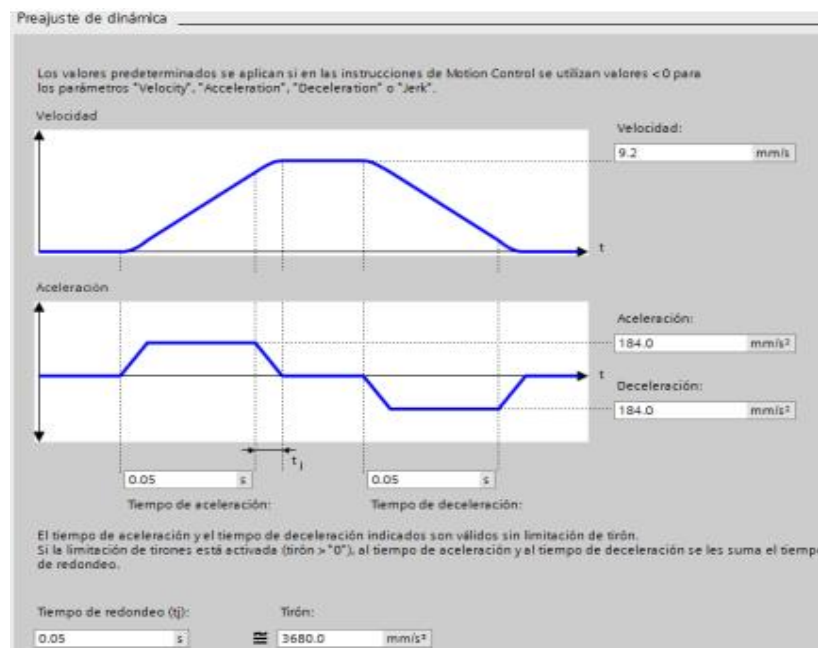 Preajuste de dinámica
Los valores predeterminados se aplican si en las instrucciones de Motion Control se utilizan valores < 0 para
los parámetros "Velocity", "Acceleration", "Deceleration" o "Jerk".
Velocidad
Velocidad:
9.2 mm/s
t
Aceleración
Aceleración:
184.0 mm/s²
t
Deceleración:
184.0 mm/s²
tj
0.05 s
0.05 s
Tiempo de aceleración:
Tiempo de deceleración:
El tiempo de aceleración y el tiempo de deceleración indicados son válidos sin limitación de tirón.
Si la limitación de tirones está activada (tirón > "0"), al tiempo de aceleración y al tiempo de deceleración se les suma el tiemp
de redondeo.
Tiempo de redondeo (tj):
Tirón:
0.05 s
≅ 3680.0 mm/s³